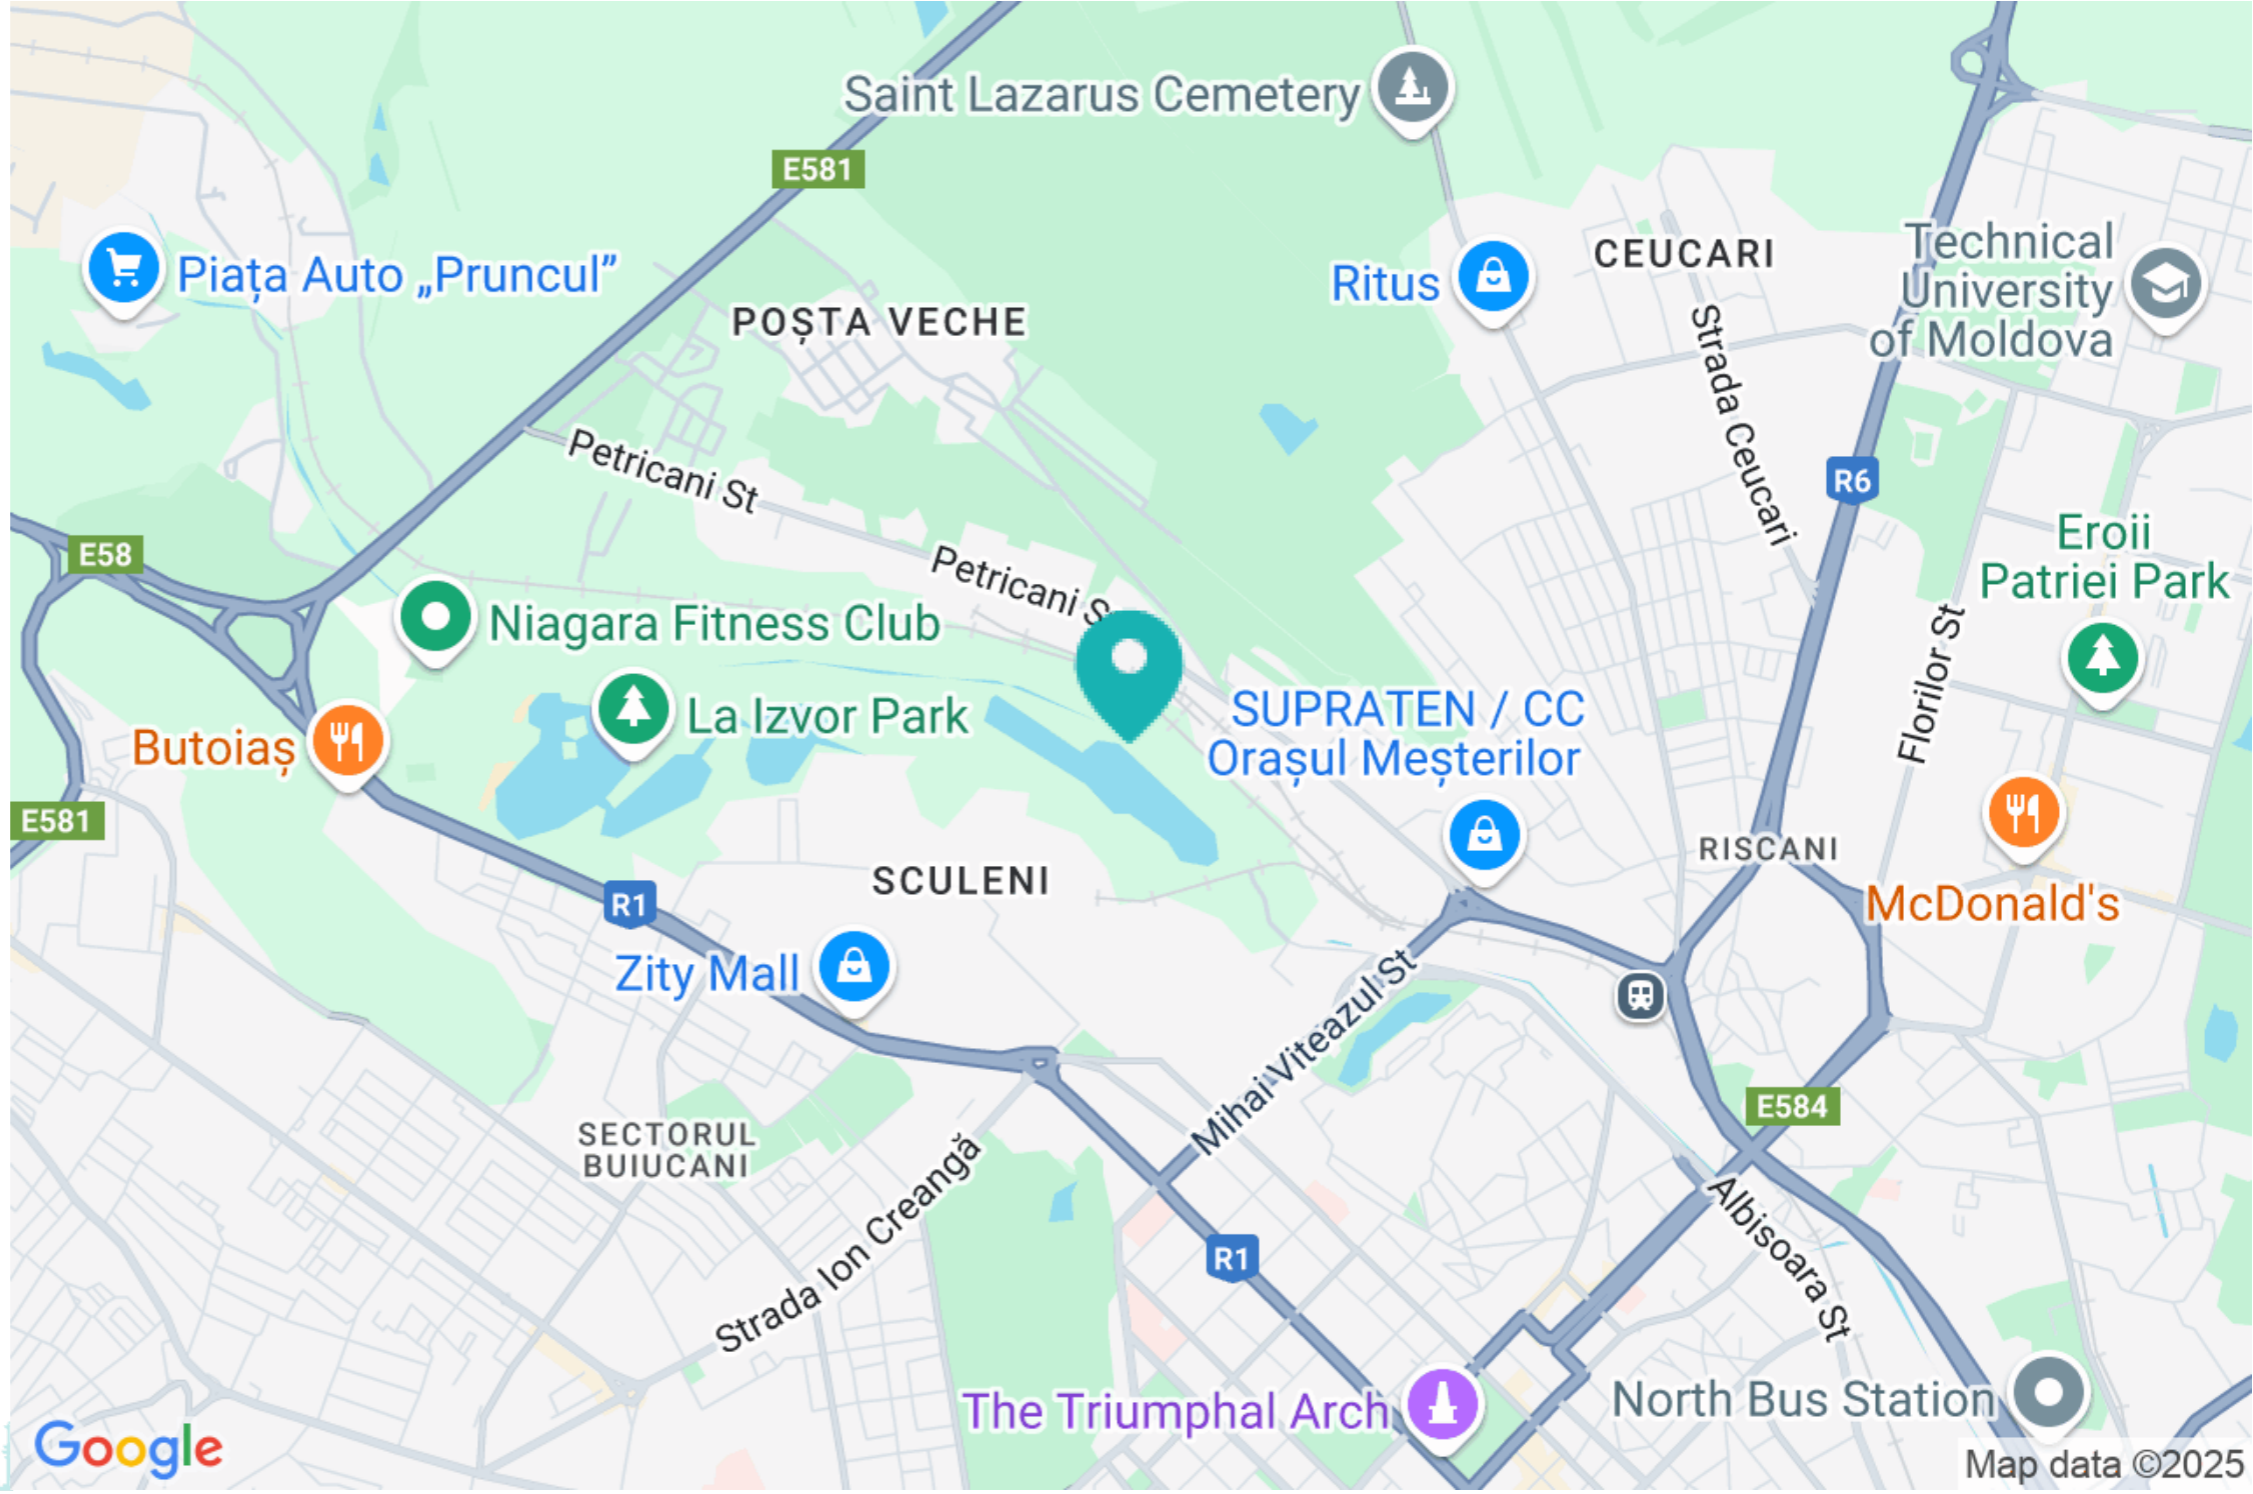 Saint Lazarus Cemetery
E581
Technical
University
of Moldova
CEUCARI
Piața Auto „Pruncul”
Ritus
POȘTA VECHE
Strada Ceucari
Petricani St
R6
Eroii
Patriei Park
E58
Petricani S
Niagara Fitness Club
Florilor St
La Izvor Park
SUPRATEN / CC
Orașul Meșterilor
Butoiaș
E581
RISCANI
SCULENI
R1
McDonald's
Zity Mall
Mihai Viteazul St
E584
SECTORUL
BUIUCANI
Strada Ion Creangă
Albisoara St
R1
The Triumphal Arch
North Bus Station
Google
Map data ©2025